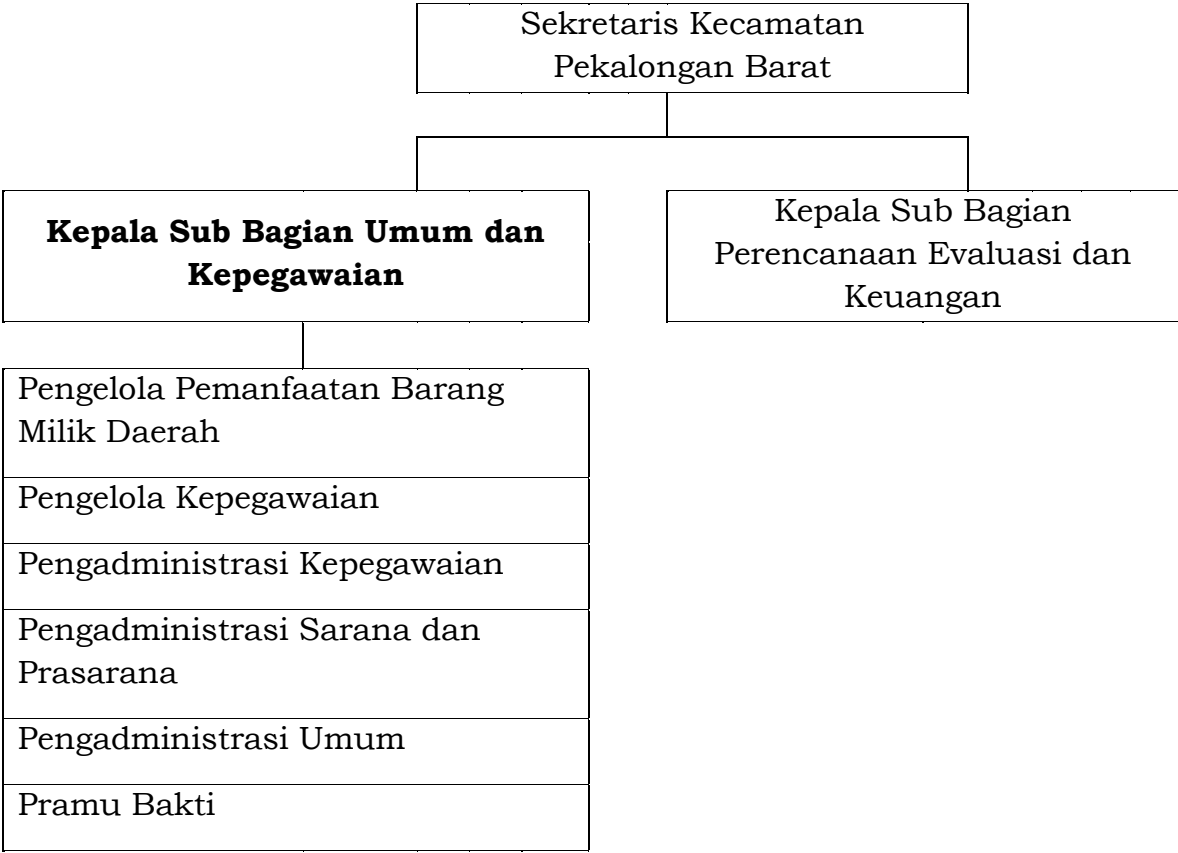 Sekretaris Kecamatan
Pekalongan Barat
Kepala Sub Bagian Umum dan
Kepegawaian
Kepala Sub Bagian
Perencanaan Evaluasi dan
Keuangan
Pengelola Pemanfaatan Barang
Milik Daerah
Pengelola Kepegawaian
Pengadministrasi Kepegawaian
Pengadministrasi Sarana dan
Prasarana
Pengadministrasi Umum
Pramu Bakti